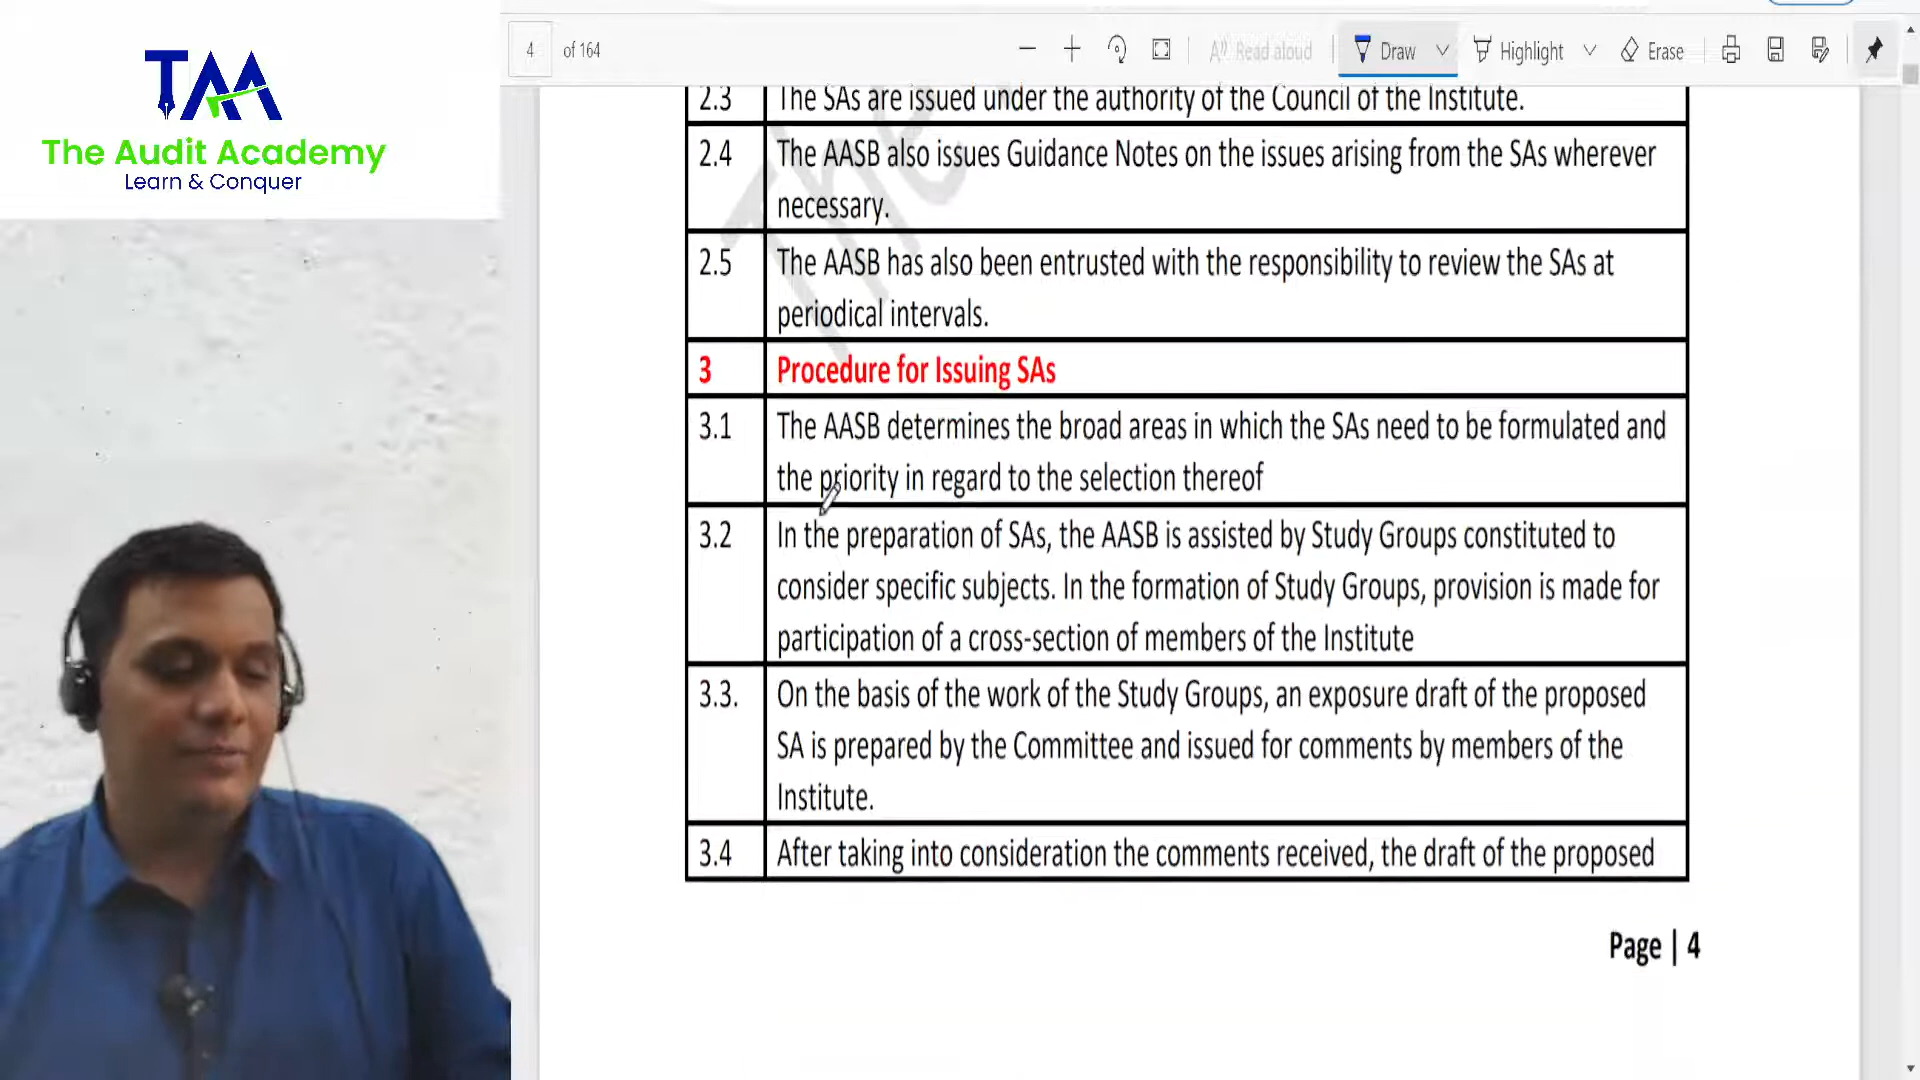 TAA
The Audit Academy
Learn & Conquer
4 of 164
Read aloud
Draw
Highlight
Erase
2.3 The SAs are issued under the authority of the Council of the Institute.
2.4 The AASB also issues Guidance Notes on the issues arising from the SAs wherever
necessary.
2.5 The AASB has also been entrusted with the responsibility to review the SAs at
periodical intervals.
3 Procedure for Issuing SAs
3.1 The AASB determines the broad areas in which the SAs need to be formulated and
the priority in regard to the selection thereof
3.2 In the preparation of SAs, the AASB is assisted by Study Groups constituted to
consider specific subjects. In the formation of Study Groups, provision is made for
participation of a cross-section of members of the Institute
3.3. On the basis of the work of the Study Groups, an exposure draft of the proposed
SA is prepared by the Committee and issued for comments by members of the
Institute.
3.4 After taking into consideration the comments received, the draft of the proposed
Page | 4
The